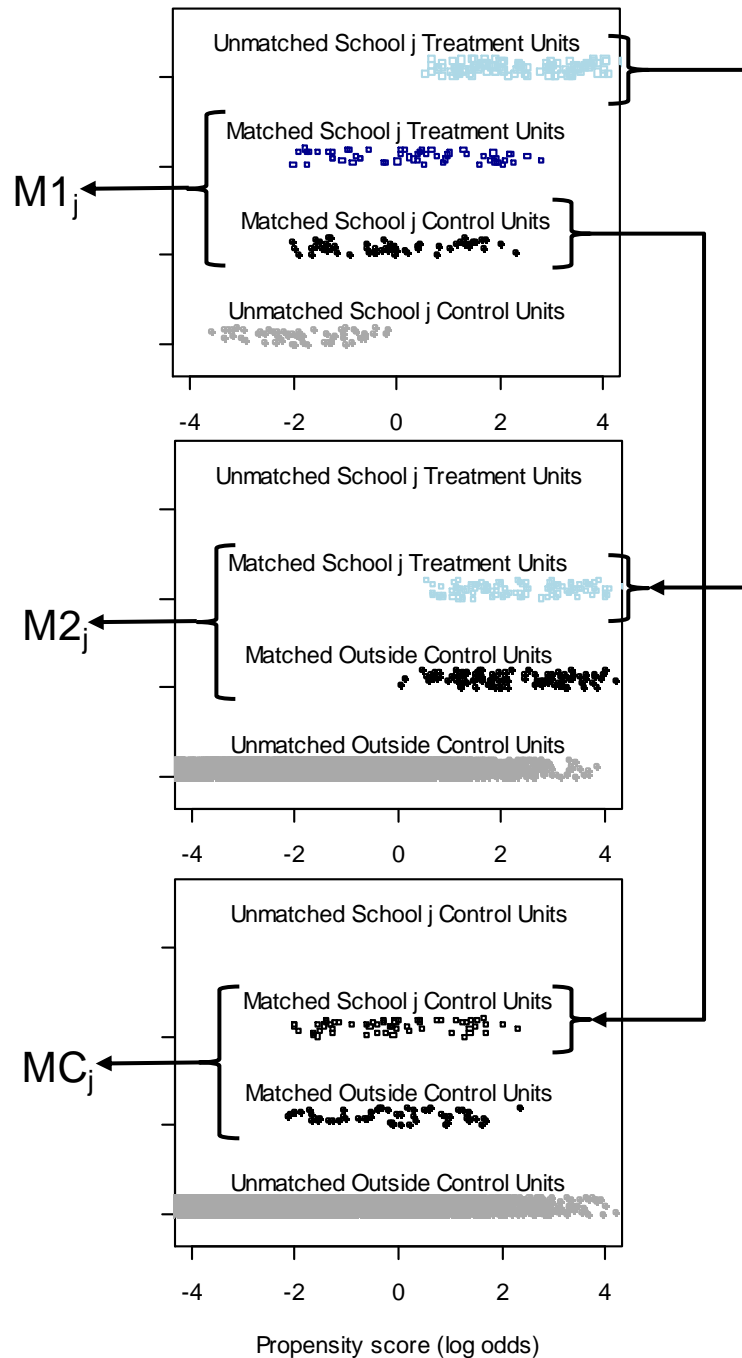 Unmatched School j Treatment Units
Matched School j Treatment Units
M1j
Matched School j Control Units
Unmatched School j Control Units
-4 -2 0 2 4
Unmatched School j Treatment Units
Matched School j Treatment Units
M2j
Matched Outside Control Units
Unmatched Outside Control Units
-4 -2 0 2 4
Unmatched School j Control Units
Matched School j Control Units
MCj
Matched Outside Control Units
Unmatched Outside Control Units
-4 -2 0 2 4
Propensity score (log odds)